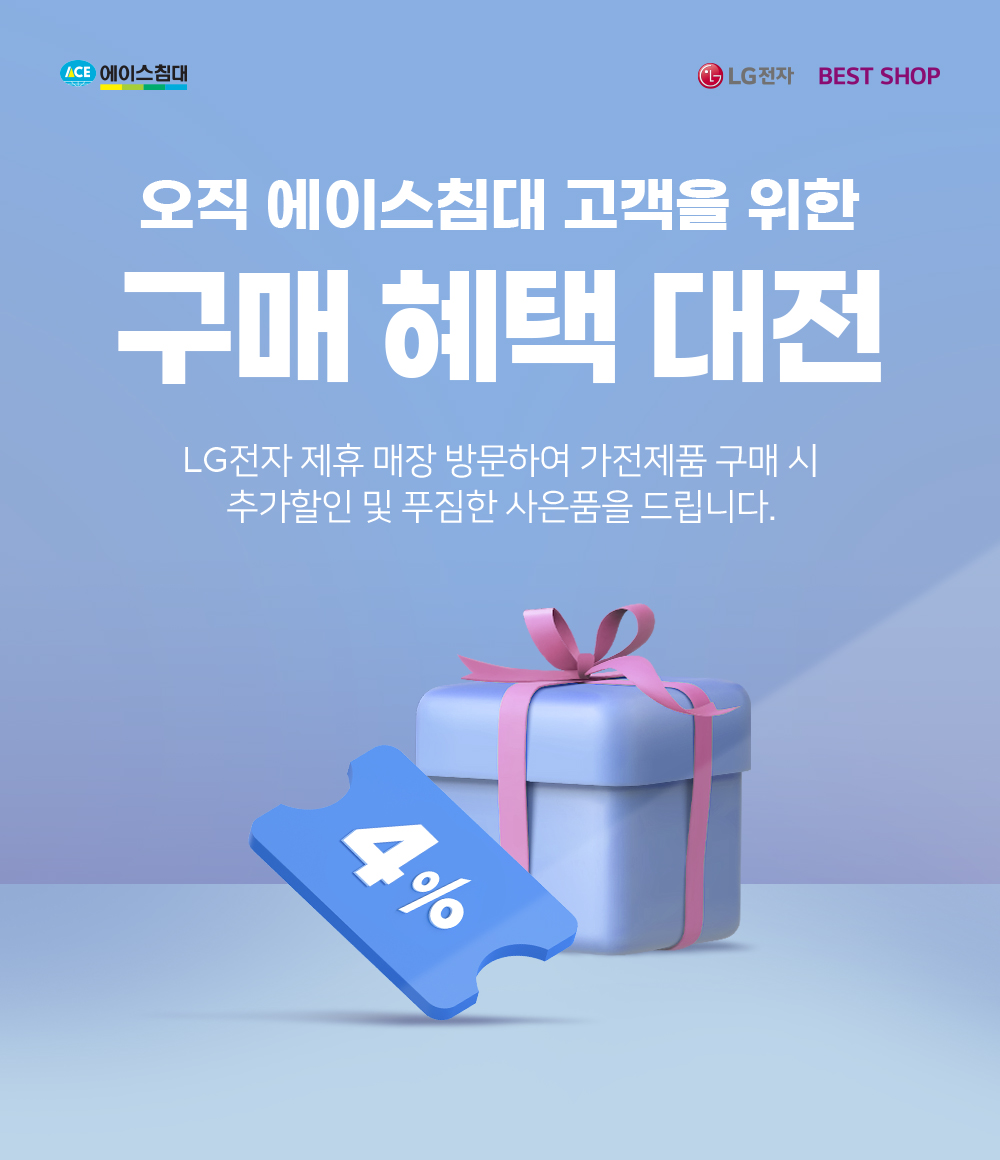 ACE 에이스침대
LG전자 BEST SHOP
오직 에이스침대 고객을 위한
구매 혜택 대전
LG전자 제휴 매장 방문하여 가전제품 구매 시
추가할인 및 푸짐한 사은품을 드립니다.
4%